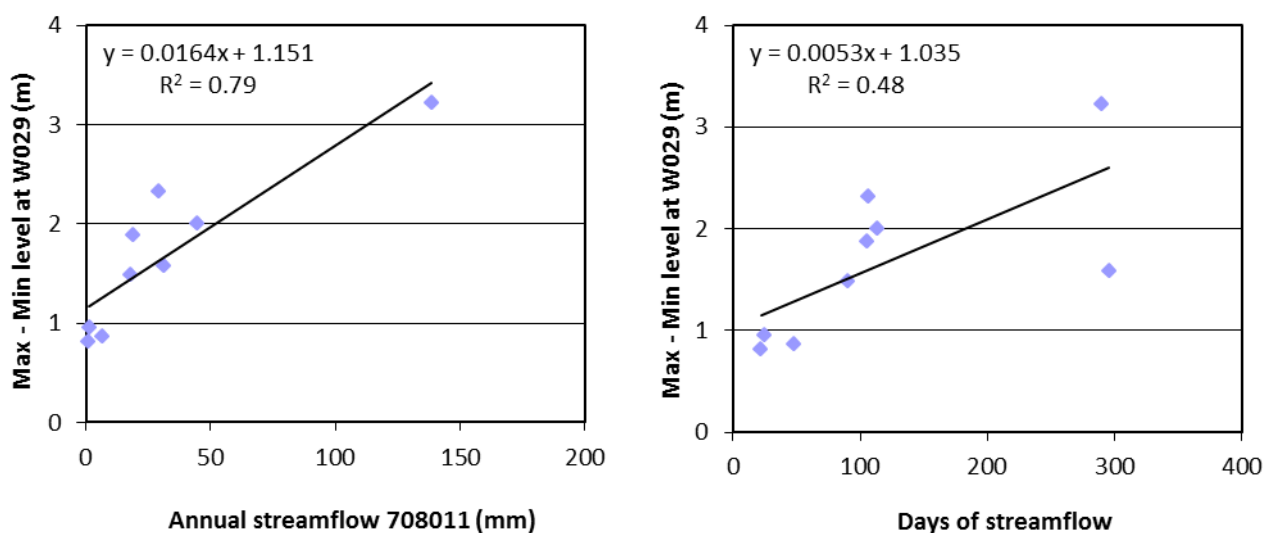 y = 0.0164x + 1.151
R² = 0.79
Max - Min level at W029 (m)
4
3
2
1
0
0 50 100 150 200
Annual streamflow 708011 (mm)
y = 0.0053x + 1.035
R² = 0.48
Max - Min level at W029 (m)
4
3
2
1
0
0 100 200 300 400
Days of streamflow